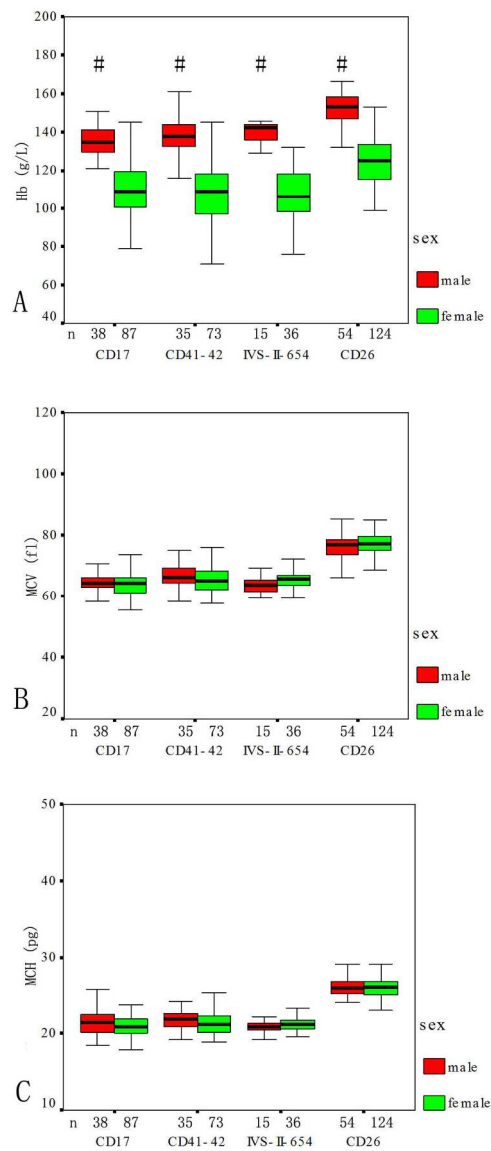 200
180
# # # #
160
140
Hb (g/L)
120
100
80
sex
60
male
A
40
female
n 38 87 35 73 15 36 54 124
CD17 CD41-42 IVS-II-654 CD26
120
100
80
MCV (fl)
60
sex
40
male
B
20
female
n 38 87 35 73 15 36 54 124
CD17 CD41-42 IVS-II-654 CD26
50
40
MCH (pg)
30
20
sex
male
C
10
female
n 38 87 35 73 15 36 54 124
CD17 CD41-42 IVS-II-654 CD26